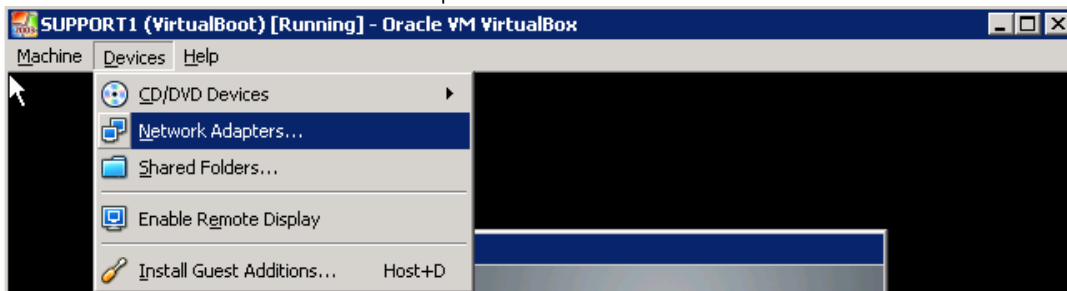 SUPPORT1 (VirtualBoot) [Running] - Oracle VM VirtualBox
Machine Devices Help
CD/DVD Devices
Network Adapters...
Shared Folders...
Enable Remote Display
Install Guest Additions... Host+D